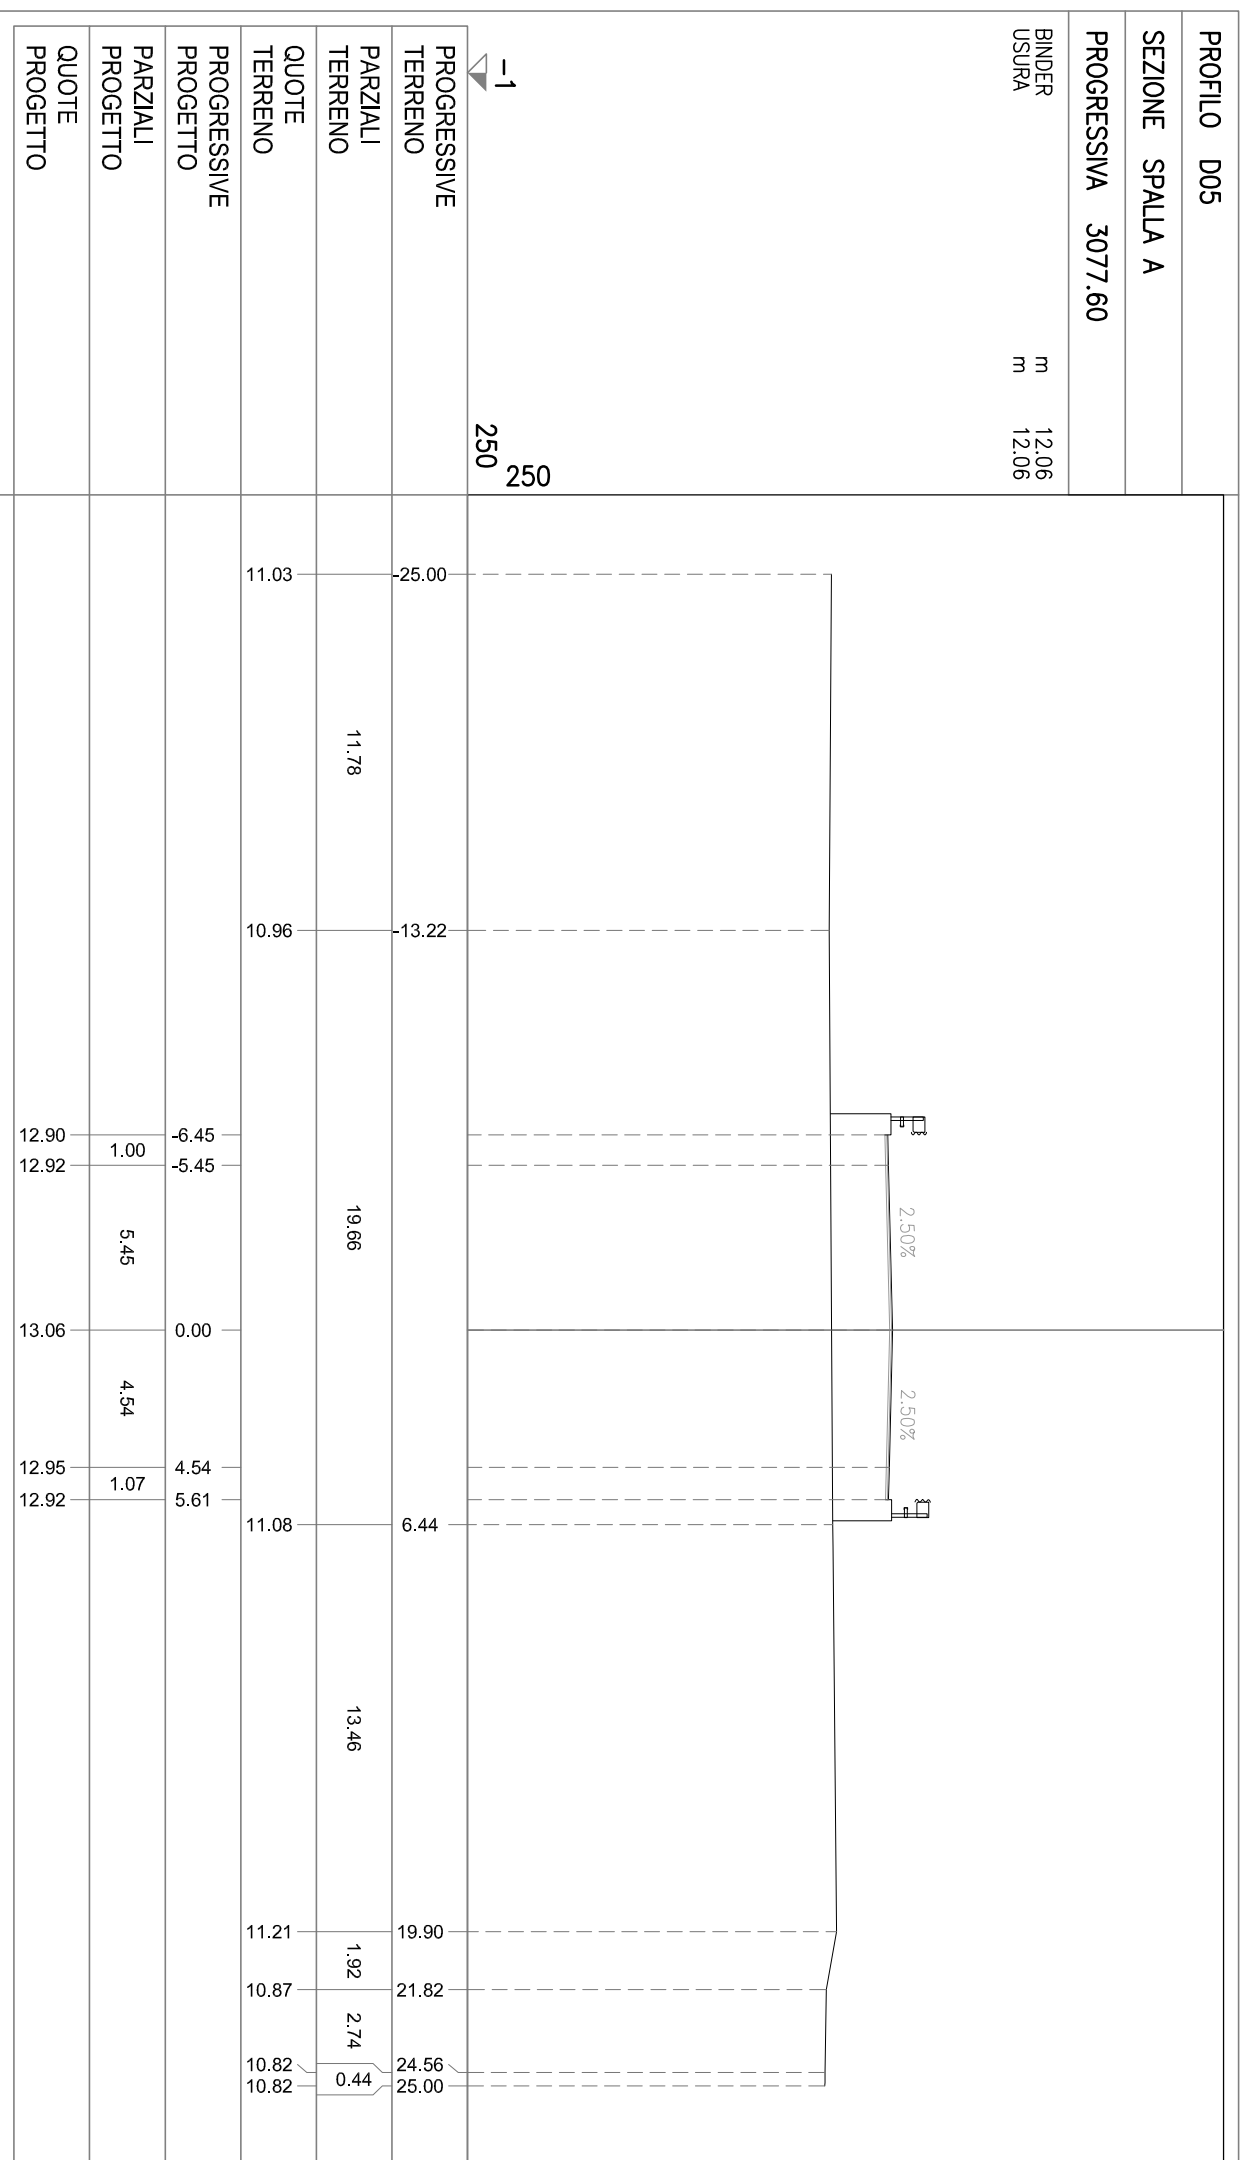 PROFILO D05
SEZIONE SPALLA A
PROGRESSIVA 3077.60
BINDER m 12.06
USURA m 12.06
2.50% 2.50%
250
250
-1
PROGRESSIVE
TERRENO
-25.00 -13.22 6.44 19.90 21.82 24.56 25.00
PARZIALI
TERRENO
11.78 19.66 13.46 1.92 2.74 0.44
QUOTE
TERRENO
11.03 10.96 11.08 11.21 10.87 10.82 10.82
PROGRESSIVE
PROGETTO
-6.45 -5.45 0.00 4.54 5.61
PARZIALI
PROGETTO
1.00 5.45 4.54 1.07
QUOTE
PROGETTO
12.90 12.92 13.06 12.95 12.92